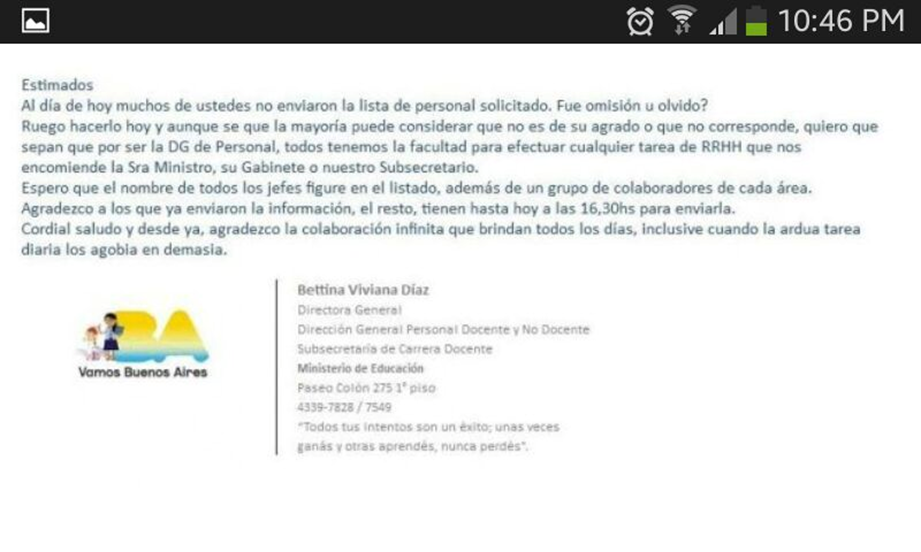 10:46 PM
Estimados
Al día de hoy muchos de ustedes no enviaron la lista de personal solicitado. Fue omisión u olvido?
Ruego hacerlo hoy y aunque se que la mayoría puede considerar que no es de su agrado o que no corresponde, quiero que
sepan que por ser la DG de Personal, todos tenemos la facultad para efectuar cualquier tarea de RRHH que nos
encomiende la Sra Ministro, su Gabinete o nuestro Subsecretario.
Espero que el nombre de todos los jefes figure en el listado, además de un grupo de colaboradores de cada área.
Agradezco a los que ya enviaron la información, el resto, tienen hasta hoy a las 16,30hs para enviarla.
Cordial saludo y desde ya, agradezco la colaboración infinita que brindan todos los días, inclusive cuando la ardua tarea
diaria los agobia en demasia.
BA
Vamos Buenos Aires
Bettina Viviana Díaz
Directora General
Dirección General Personal Docente y No Docente
Subsecretaría de Carrera Docente
Ministerio de Educación
Paseo Colón 275 1° piso
4339-7828 / 7549
"Todos tus intentos son un éxito; unas veces
ganás y otras aprendés, nunca perdés".